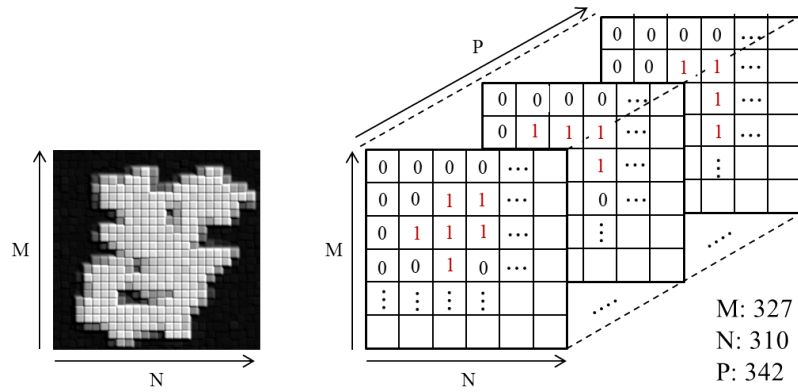 M
N
P
M
N
0 0 0 0 ...
0 0 1 1 ...
0 1 1 1 ...
0 0 1 0 ...
⋮ ⋮ ⋮ ⋮
0 0 0 0 ...
0 1 1 1
1
0 ...
⋮
0 0 0 0 ...
0 0 1 1 ...
1 ...
1 ...
⋮
....
....
M: 327
N: 310
P: 342